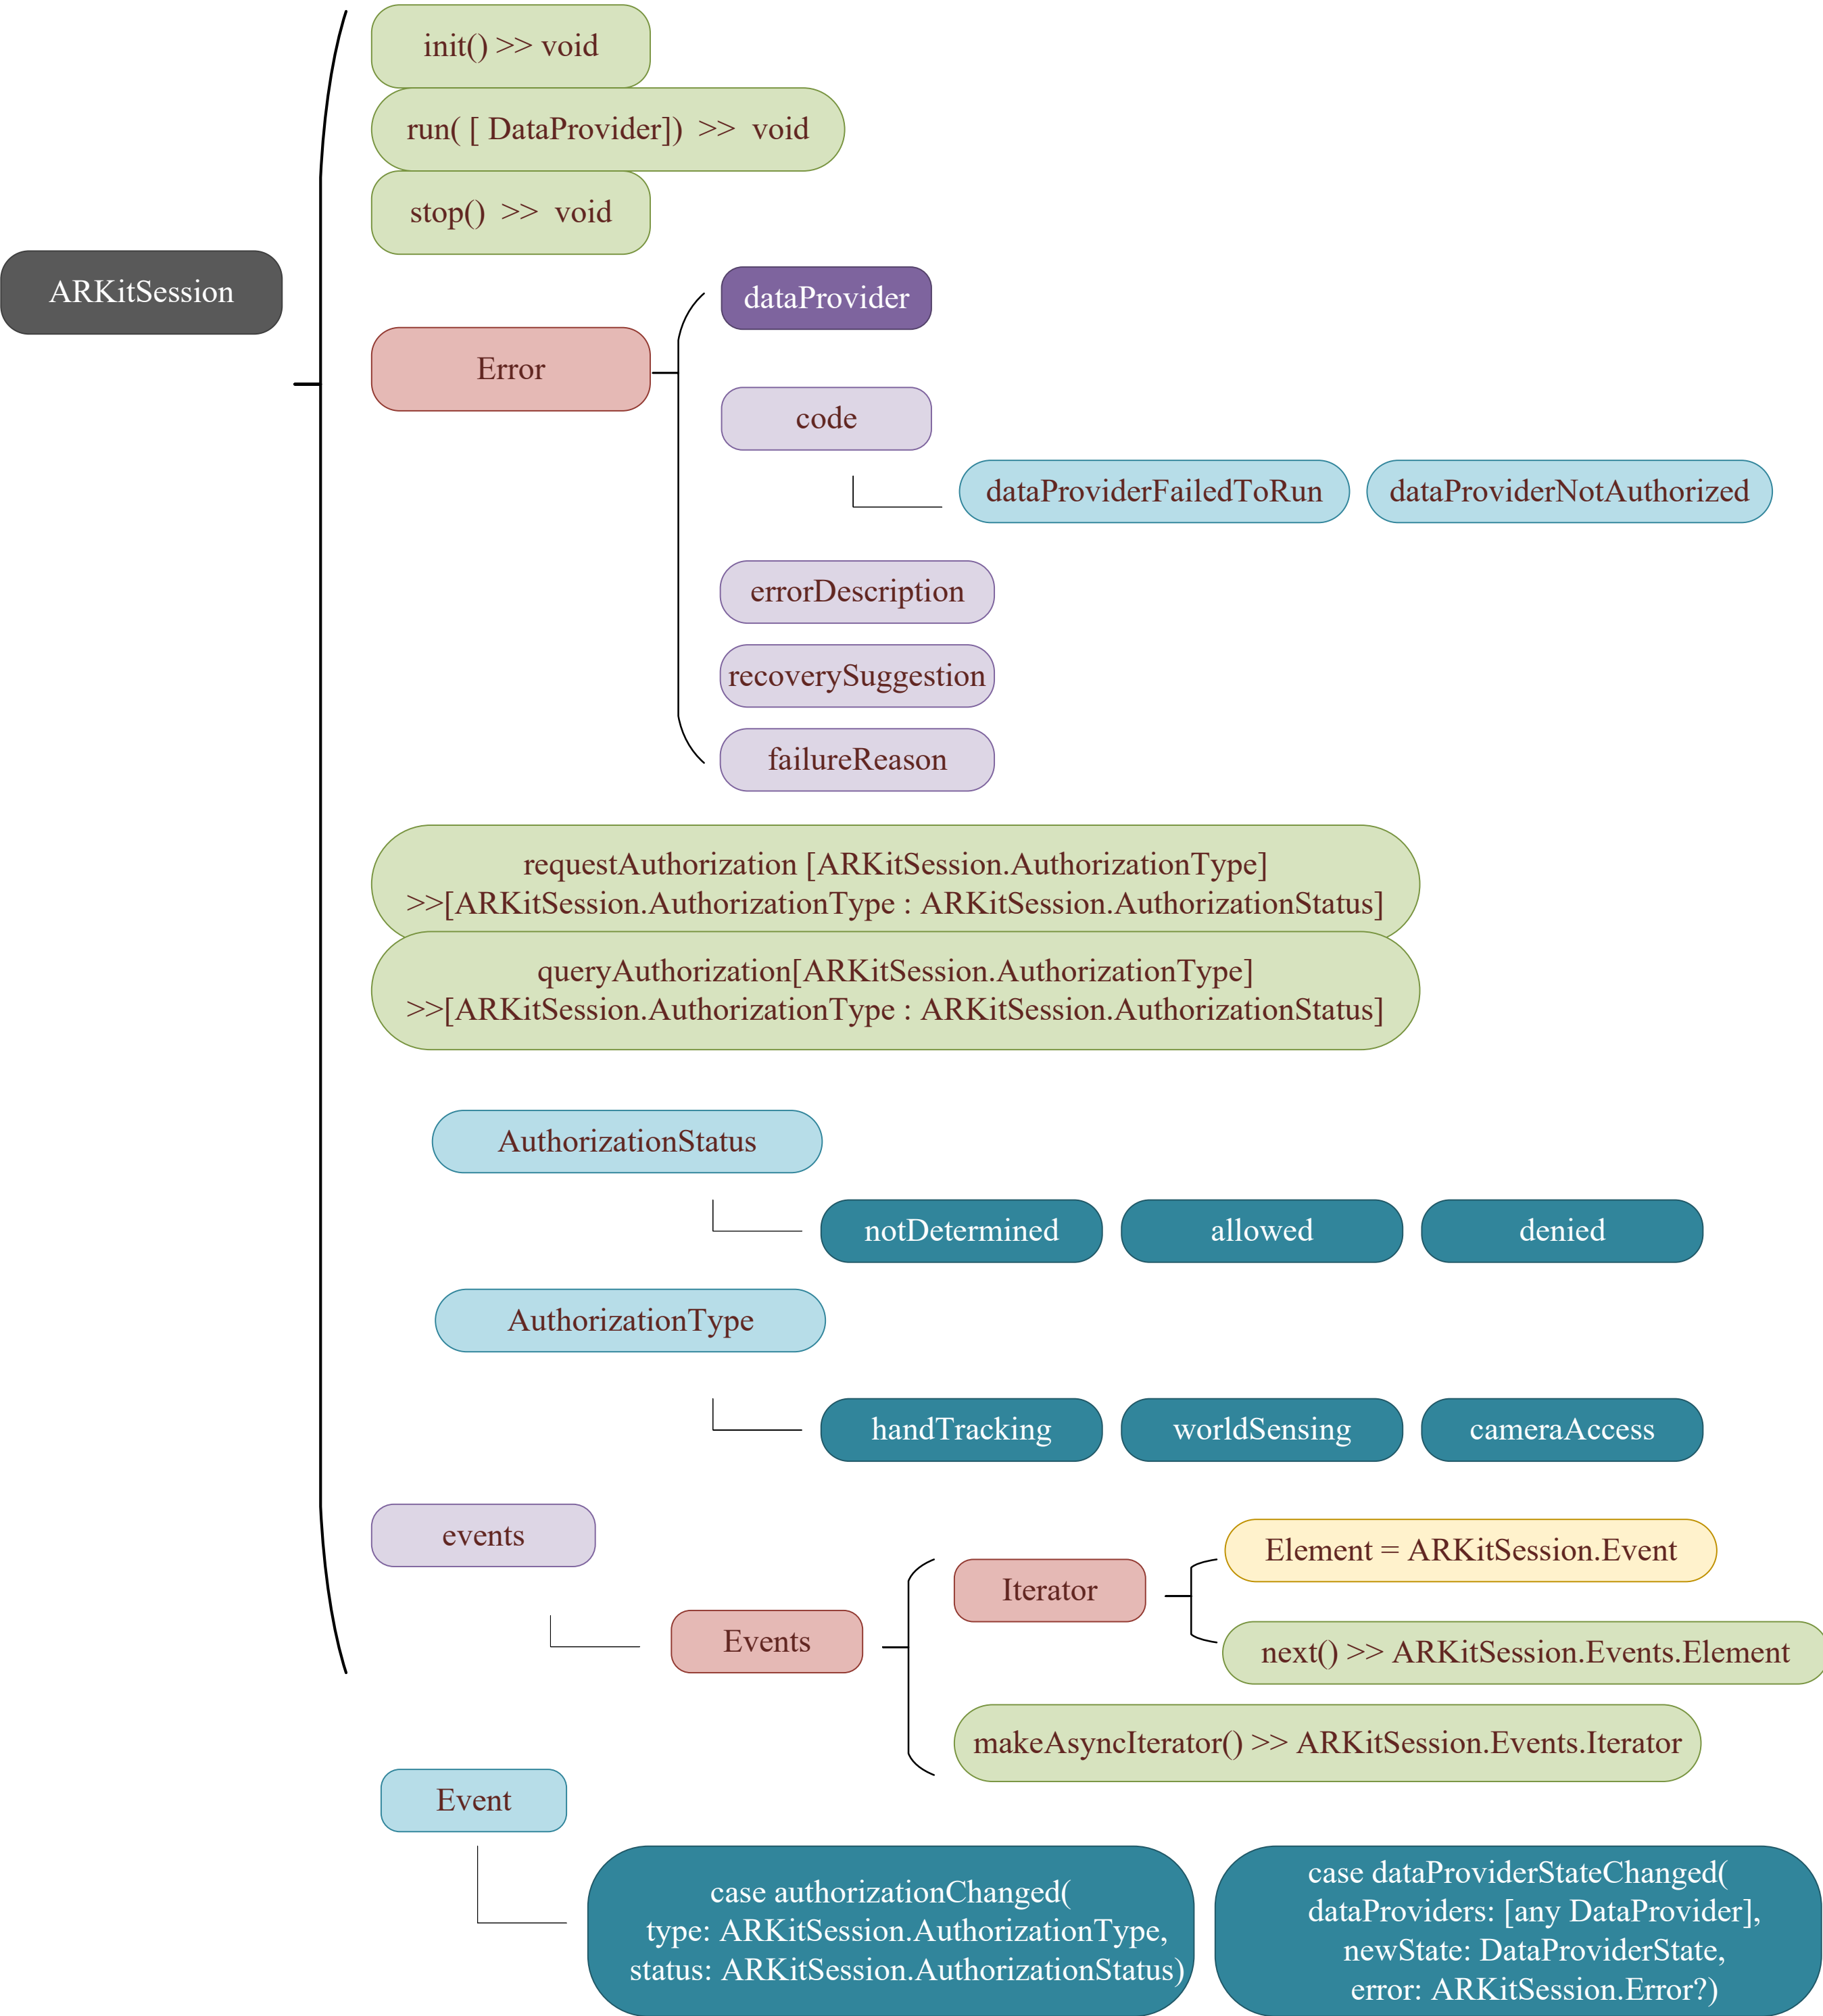 init() >> void
run( [ DataProvider])  >>  void
stop()  >>  void
ARKitSession
dataProvider
Error
code
dataProviderFailedToRun
dataProviderNotAuthorized
errorDescription
recoverySuggestion
failureReason
requestAuthorization [ARKitSession.AuthorizationType]
>>[ARKitSession.AuthorizationType : ARKitSession.AuthorizationStatus]
queryAuthorization[ARKitSession.AuthorizationType]
>>[ARKitSession.AuthorizationType : ARKitSession.AuthorizationStatus]
AuthorizationStatus
notDetermined
allowed
denied
AuthorizationType
handTracking
worldSensing
cameraAccess
events
Element = ARKitSession.Event
Iterator
Events
next() >> ARKitSession.Events.Element
makeAsyncIterator() >> ARKitSession.Events.Iterator
Event
case authorizationChanged(
type: ARKitSession.AuthorizationType,
status: ARKitSession.AuthorizationStatus)
case dataProviderStateChanged(
dataProviders: [any DataProvider],
newState: DataProviderState,
error: ARKitSession.Error?)